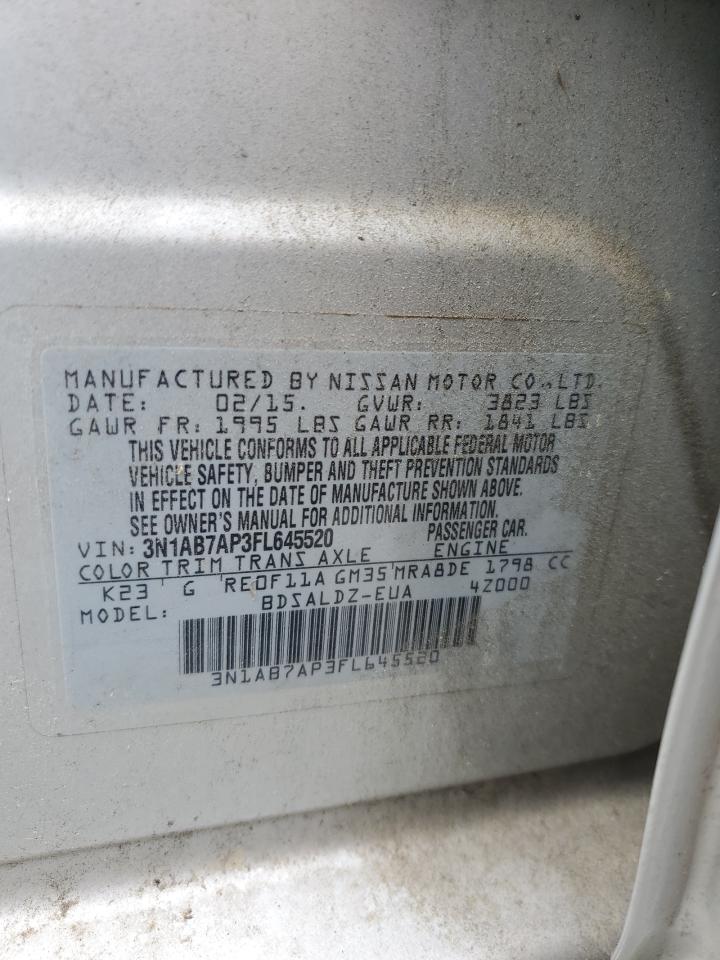 MANUFACTURED BY NISSAN MOTOR CO.,LTD.
DATE: 02/15. GVWR: 3823 LBS
GAWR FR: 1995 LBS GAWR RR: 1841 LBS
THIS VEHICLE CONFORMS TO ALL APPLICABLE FEDERAL MOTOR
VEHICLE SAFETY, BUMPER AND THEFT PREVENTION STANDARDS
IN EFFECT ON THE DATE OF MANUFACTURE SHOWN ABOVE.
SEE OWNER'S MANUAL FOR ADDITIONAL INFORMATION.
VIN: 3N1AB7AP3FL645520 PASSENGER CAR.
COLOR TRIM TRANS AXLE ENGINE
K23 G RE0F11A GM35 MRA8DE 1798 CC
MODEL: BDSALDZ-EUA 4Z000
3N1AB7AP3FL645520